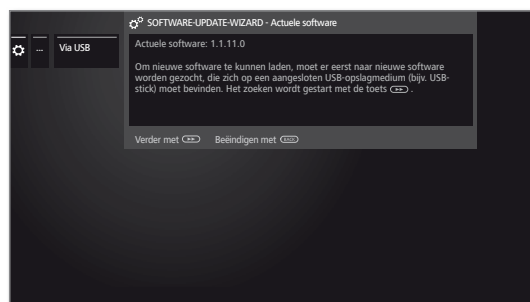 SOFTWARE-UPDATE-WIZARD - Actuele software
... Via USB
Actuele software: 1.1.11.0
Om nieuwe software te kunnen laden, moet er eerst naar nieuwe software
worden gezocht, die zich op een aangesloten USB-opslagmedium (bijv. USB-
stick) moet bevinden. Het zoeken wordt gestart met de toets .
Verder met Beëindigen met BACK